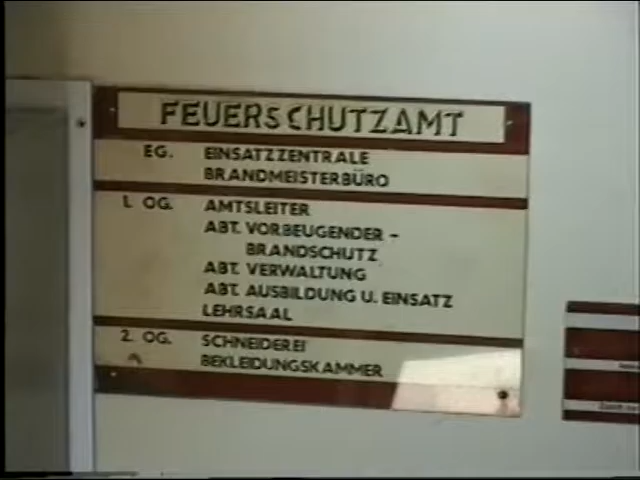 FEUERSCHUTZAMT
EG. EINSATZZENTRALE
BRANDMEISTERBÜRO
1. OG. AMTSLEITER
ABT. VORBEUGENDER -
BRANDSCHUTZ
ABT. VERWALTUNG
ABT. AUSBILDUNG U. EINSATZ
LEHRSAAL
2. OG. SCHNEIDEREI
BEKLEIDUNGSKAMMER